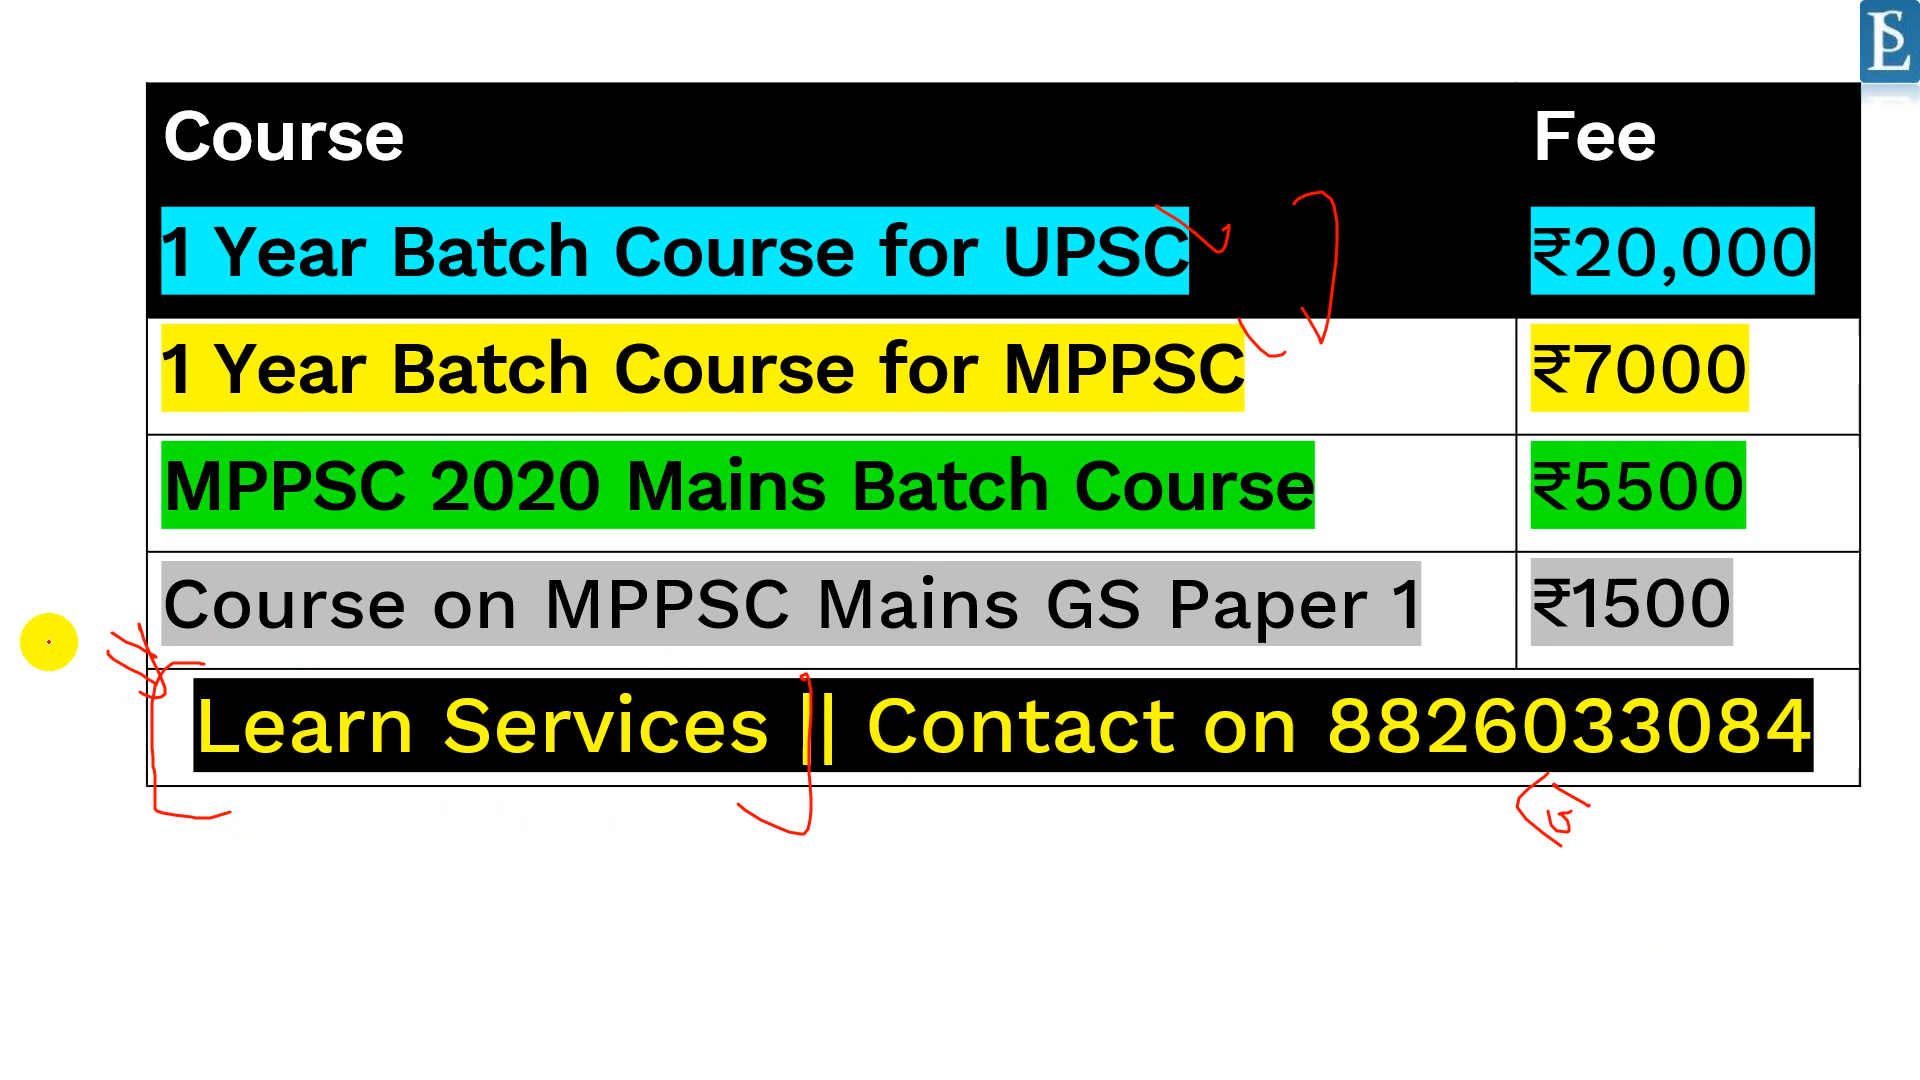 Course Fee
1 Year Batch Course for UPSC ₹20,000
1 Year Batch Course for MPPSC ₹7000
MPPSC 2020 Mains Batch Course ₹5500
Course on MPPSC Mains GS Paper 1 ₹1500
Learn Services || Contact on 8826033084